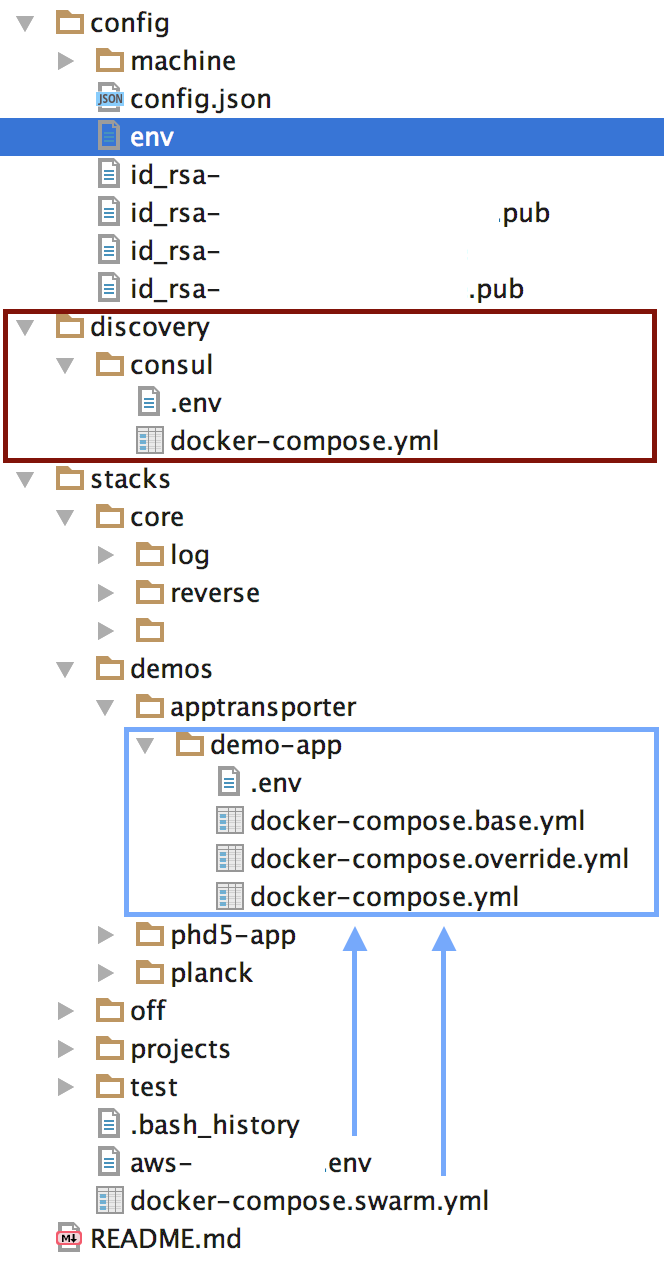 config
machine
JSON config.json
env
id_rsa-
id_rsa- .pub
id_rsa-
id_rsa- .pub
discovery
consul
.env
docker-compose.yml
stacks
core
log
reverse
demos
apptransporter
demo-app
.env
docker-compose.base.yml
docker-compose.override.yml
docker-compose.yml
phd5-app
planck
off
projects
test
.bash_history
aws- .env
docker-compose.swarm.yml
M↓ README.md